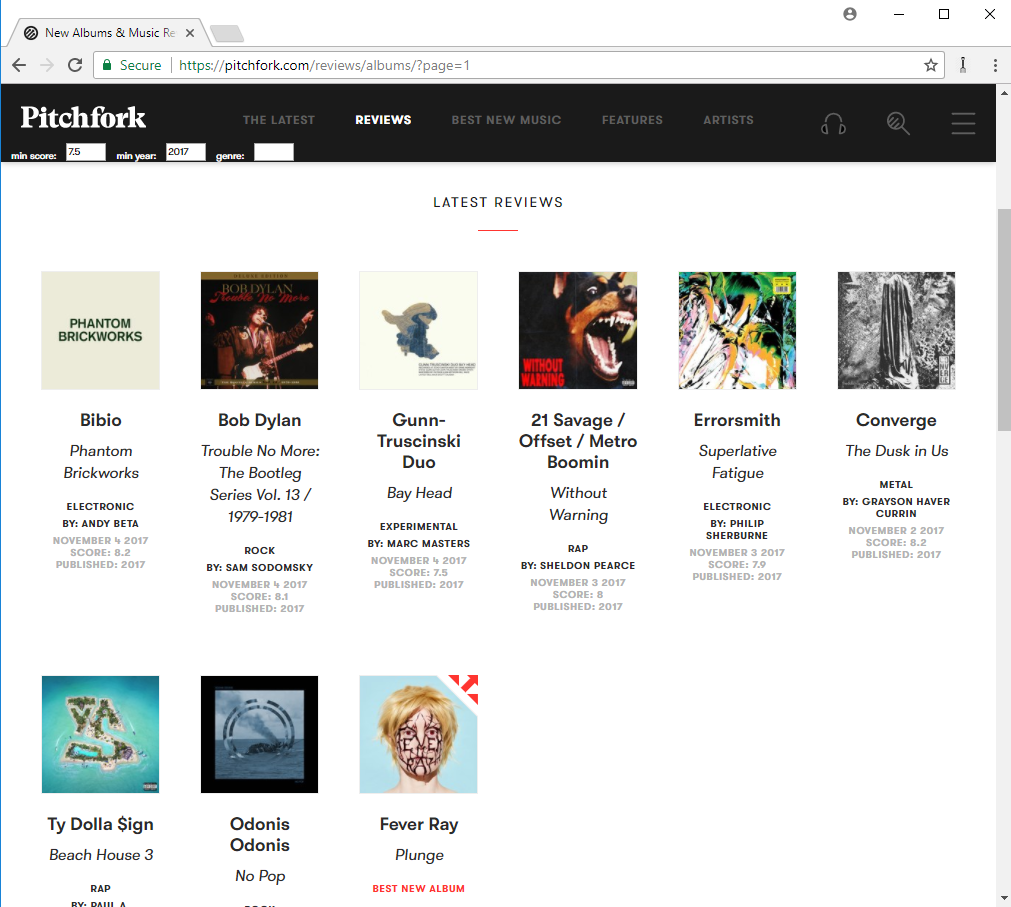 New Albums & Music Re
Secure
https://pitchfork.com/reviews/albums/?page=1
Pitchfork
THE LATEST
REVIEWS
BEST NEW MUSIC
FEATURES
ARTISTS
min score: 7.5 min year: 2017 genre:
LATEST REVIEWS
PHANTOM
BRICKWORKS
Bibio
Phantom
Brickworks
ELECTRONIC
BY: ANDY BETA
NOVEMBER 4 2017
SCORE: 8.2
PUBLISHED: 2017
DELUXE EDITION
BOB DYLAN
Trouble No More
Bob Dylan
Trouble No More:
The Bootleg
Series Vol. 13 /
1979-1981
ROCK
BY: SAM SODOMSKY
NOVEMBER 4 2017
SCORE: 8.1
PUBLISHED: 2017
Gunn-
Truscinski
Duo
Bay Head
EXPERIMENTAL
BY: MARC MASTERS
NOVEMBER 4 2017
SCORE: 7.5
PUBLISHED: 2017
WITHOUT
WARNING
21 Savage /
Offset / Metro
Boomin
Without
Warning
RAP
BY: SHELDON PEARCE
NOVEMBER 3 2017
SCORE: 8
PUBLISHED: 2017
Errorsmith
Superlative
Fatigue
ELECTRONIC
BY: PHILIP
SHERBURNE
NOVEMBER 3 2017
SCORE: 7.9
PUBLISHED: 2017
Converge
The Dusk in Us
METAL
BY: GRAYSON HAVER
CURRIN
NOVEMBER 2 2017
SCORE: 8.2
PUBLISHED: 2017
Ty Dolla $ign
Beach House 3
RAP
BY: PAUL A
Odonis
Odonis
No Pop
ROCK
FEVER
RAY
Fever Ray
Plunge
BEST NEW ALBUM